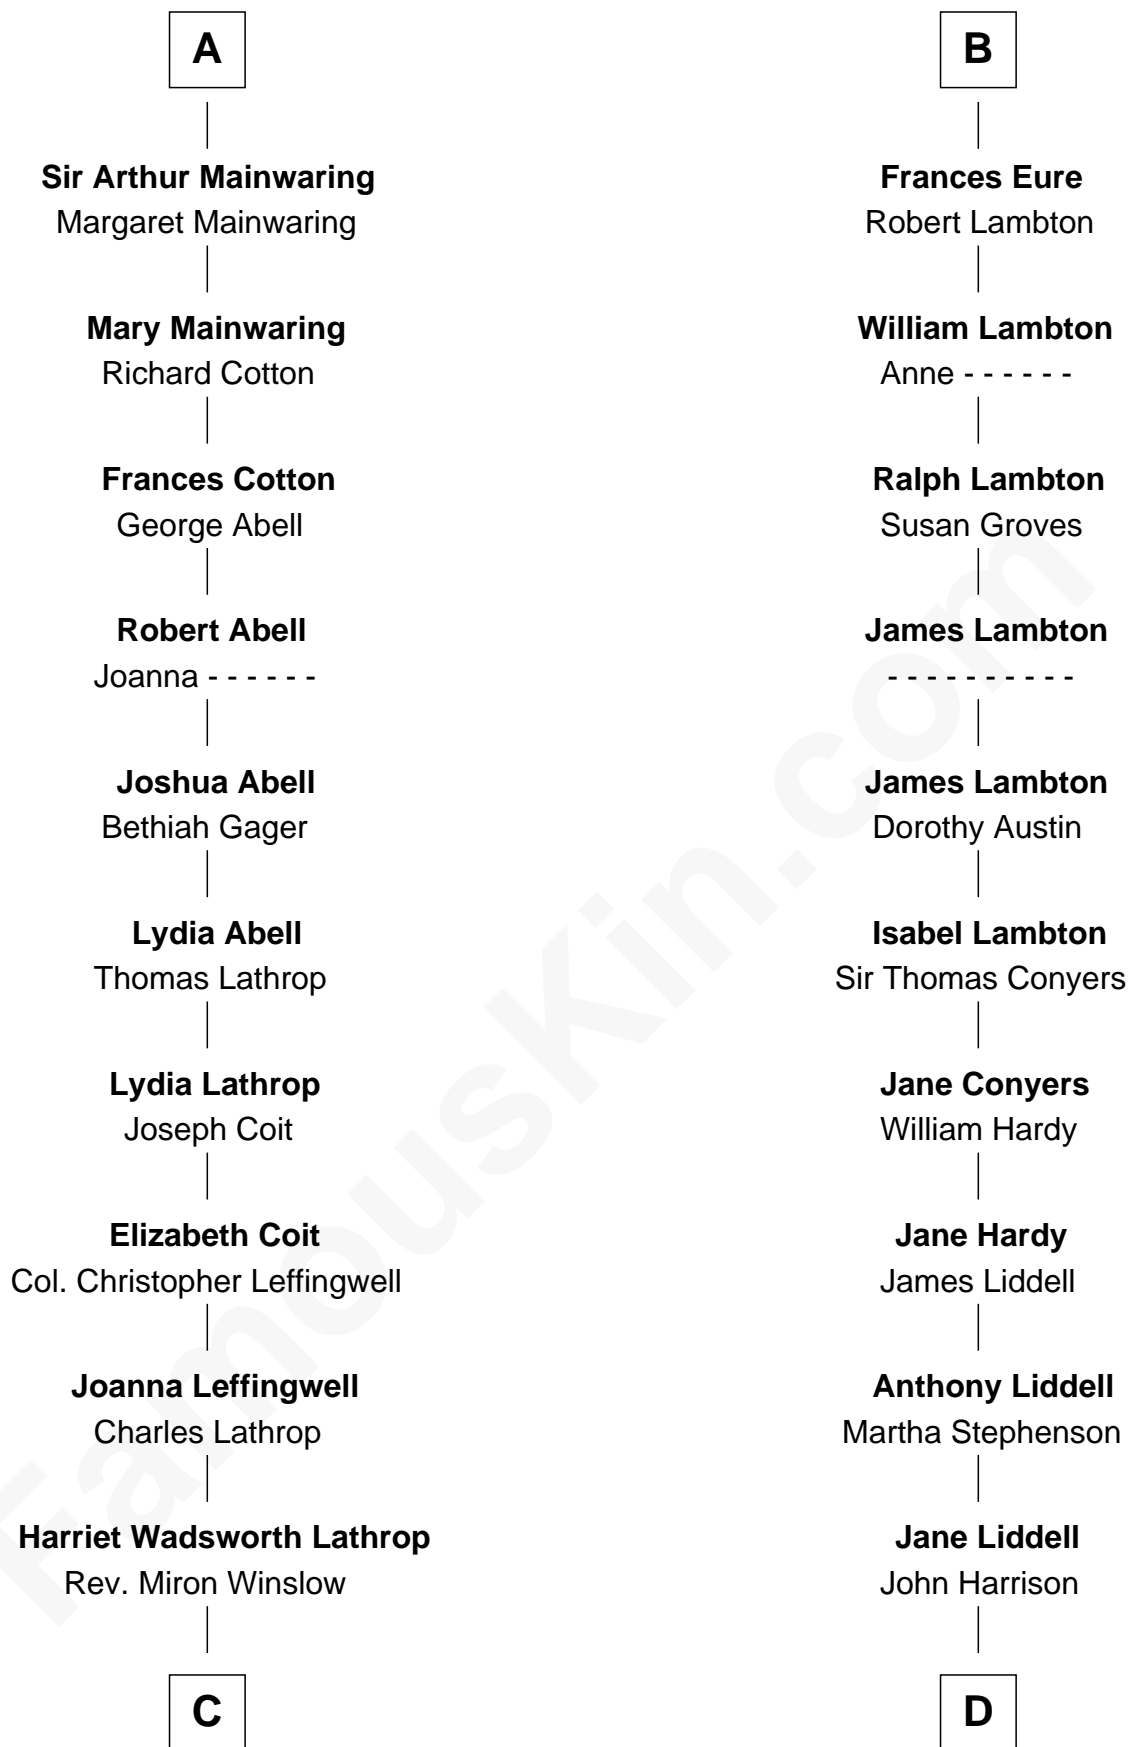 A
Sir Arthur Mainwaring
Margaret Mainwaring
Mary Mainwaring
Richard Cotton
Frances Cotton
George Abell
Robert Abell
Joanna - - - - - -
Joshua Abell
Bethiah Gager
Lydia Abell
Thomas Lathrop
Lydia Lathrop
Joseph Coit
Elizabeth Coit
Col. Christopher Leffingwell
Joanna Leffingwell
Charles Lathrop
Harriet Wadsworth Lathrop
Rev. Miron Winslow
C
B
Frances Eure
Robert Lambton
William Lambton
Anne - - - - - -
Ralph Lambton
Susan Groves
James Lambton
- - - - - - - - - -
James Lambton
Dorothy Austin
Isabel Lambton
Sir Thomas Conyers
Jane Conyers
William Hardy
Jane Hardy
James Liddell
Anthony Liddell
Martha Stephenson
Jane Liddell
John Harrison
D
FamousKin.com